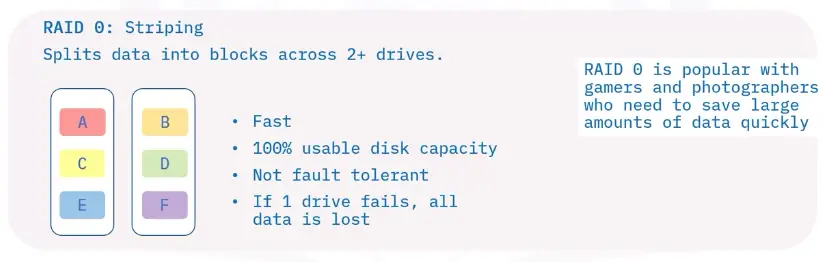 RAID 0: Striping
Splits data into blocks across 2+ drives.
RAID 0 is popular with
gamers and photographers
who need to save large
amounts of data quickly
A B
C D
E F
• Fast
• 100% usable disk capacity
• Not fault tolerant
• If 1 drive fails, all
data is lost